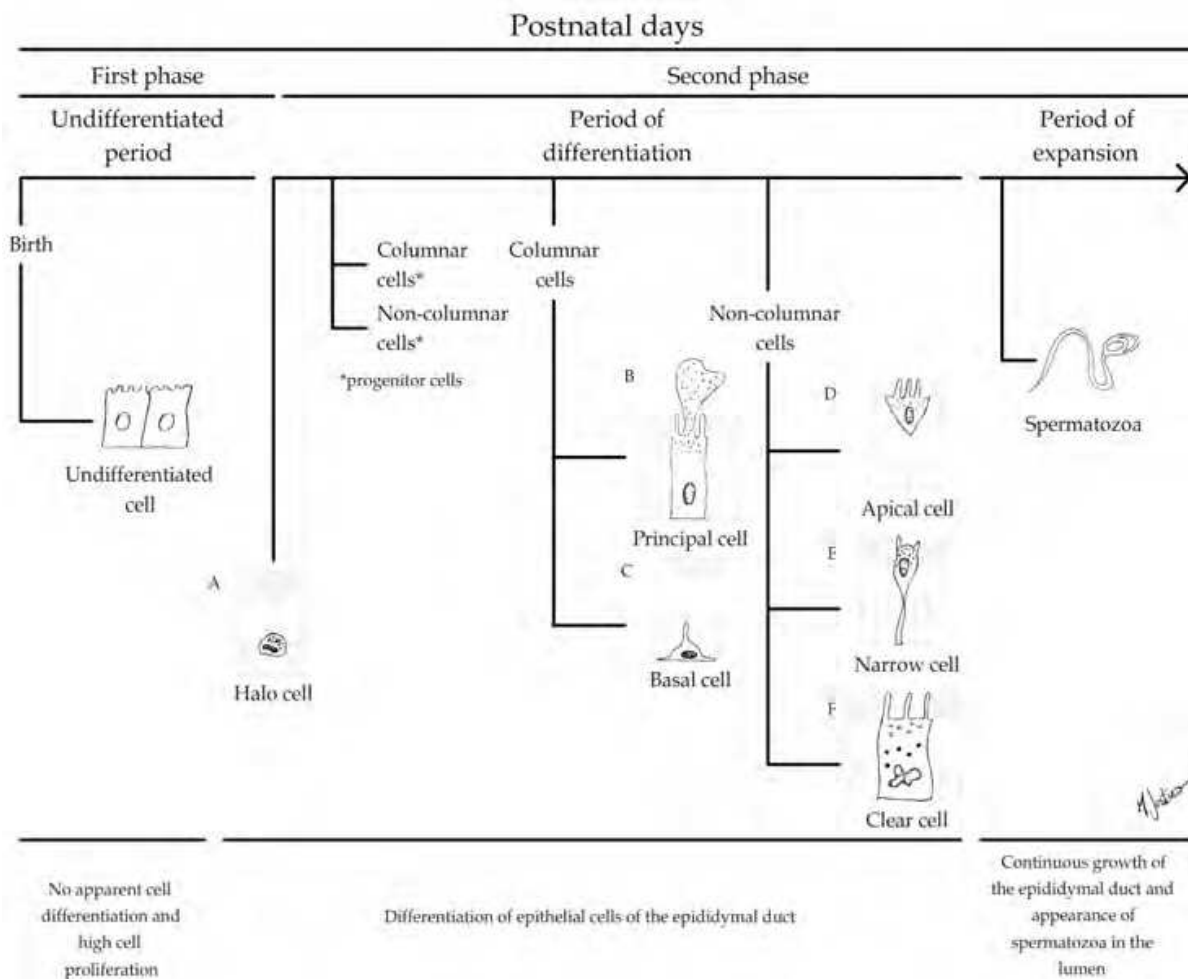 Postnatal days
First phase
Second phase
Undifferentiated
period
Period of
differentiation
Period of
expansion
Birth
Columnar
cells*
Non-columnar
cells*
*progenitor cells
Columnar
cells
Non-columnar
cells
Undifferentiated
cell
A
Halo cell
B
Principal cell
C
Basal cell
D
Apical cell
E
Narrow cell
F
Clear cell
Spermatozoa
No apparent cell
differentiation and
high cell
proliferation
Differentiation of epithelial cells of the epididymal duct
Continuous growth of
the epididymal duct and
appearance of
spermatozoa in the
lumen